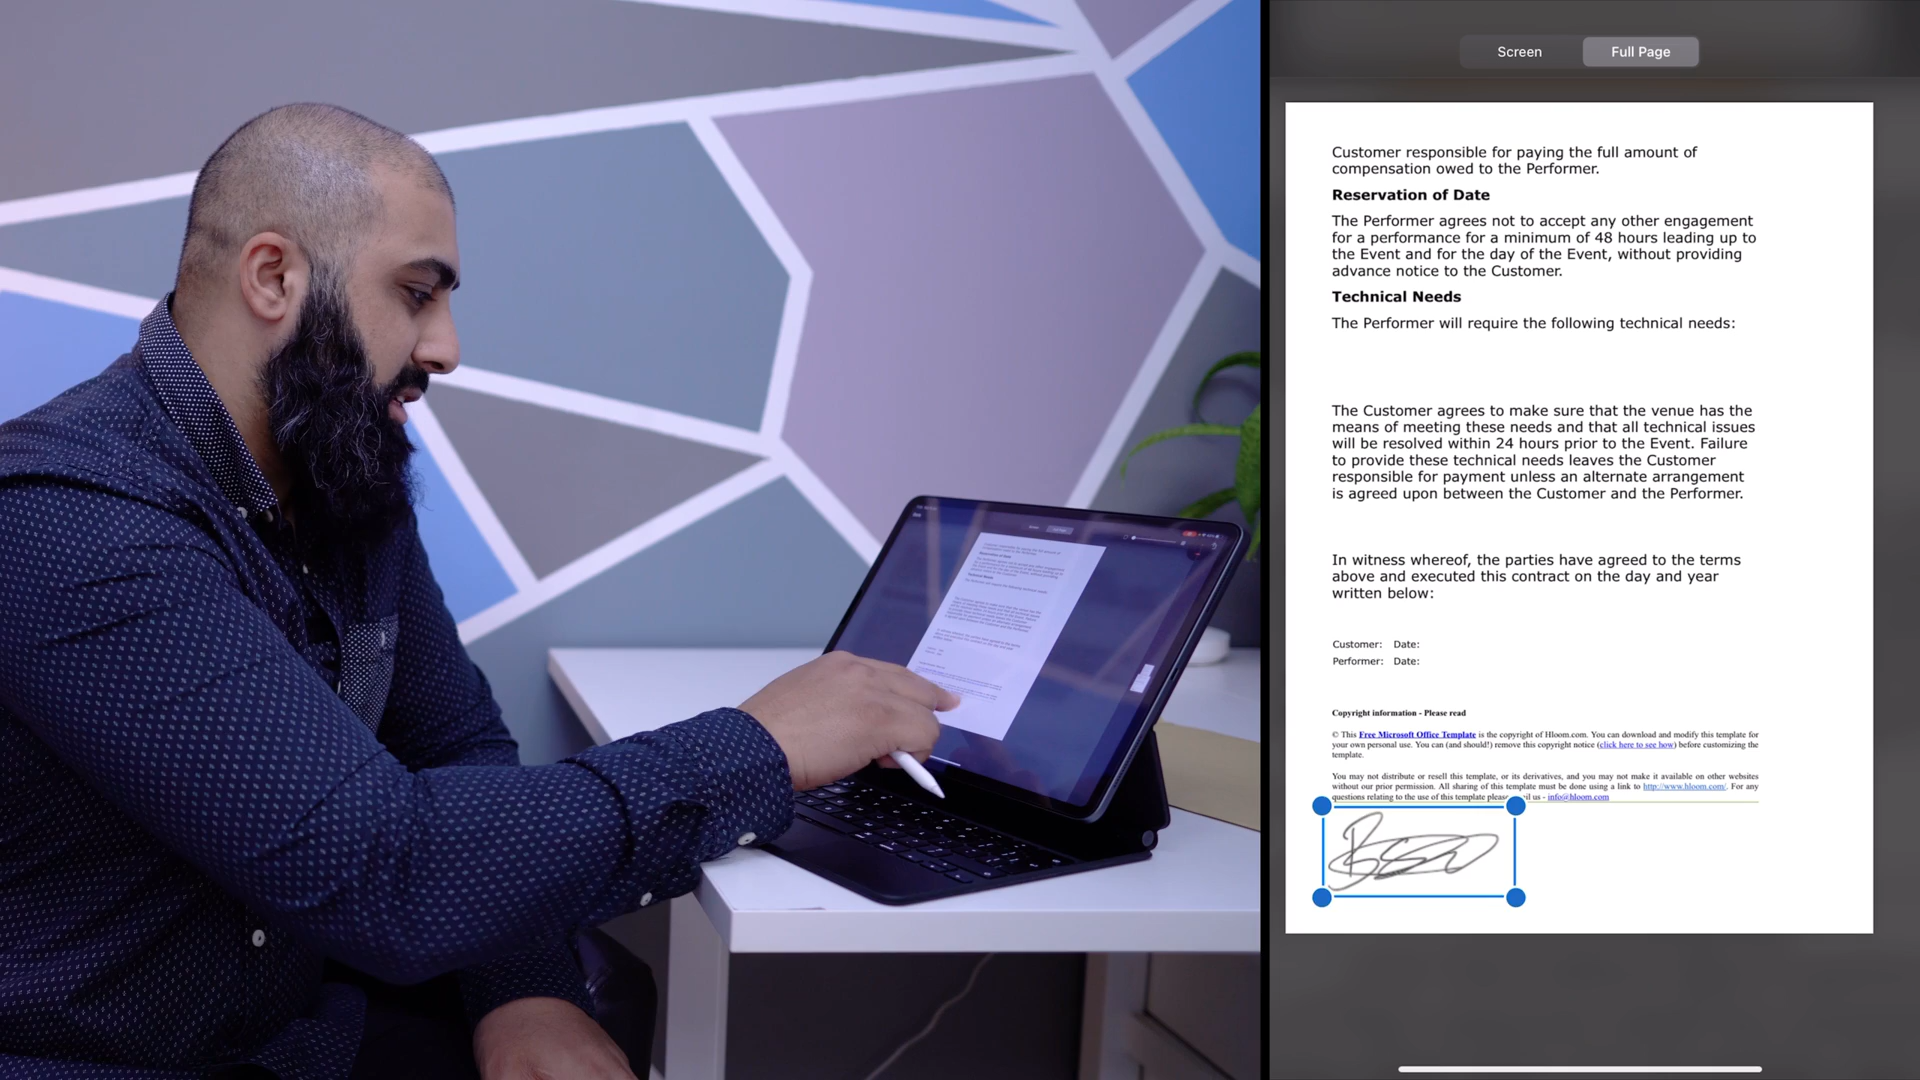 Screen Full Page
Customer responsible for paying the full amount of
compensation owed to the Performer.
Reservation of Date
The Performer agrees not to accept any other engagement
for a performance for a minimum of 48 hours leading up to
the Event and for the day of the Event, without providing
advance notice to the Customer.
Technical Needs
The Performer will require the following technical needs:
The Customer agrees to make sure that the venue has the
means of meeting these needs and that all technical issues
will be resolved within 24 hours prior to the Event. Failure
to provide these technical needs leaves the Customer
responsible for payment unless an alternate arrangement
is agreed upon between the Customer and the Performer.
In witness whereof, the parties have agreed to the terms
above and executed this contract on the day and year
written below:
Customer: Date:
Performer: Date:
Copyright information - Please read
© This Free Microsoft Office Template is the copyright of Hloom.com. You can download and modify this template for
your own personal use. You can (and should!) remove this copyright notice (click here to see how) before customizing the
template.
You may not distribute or resell this template, or its derivatives, and you may not make it available on other websites
without our prior permission. All sharing of this template must be done using a link to http://www.hloom.com/. For any
questions relating to the use of this template please us - info@hloom.com